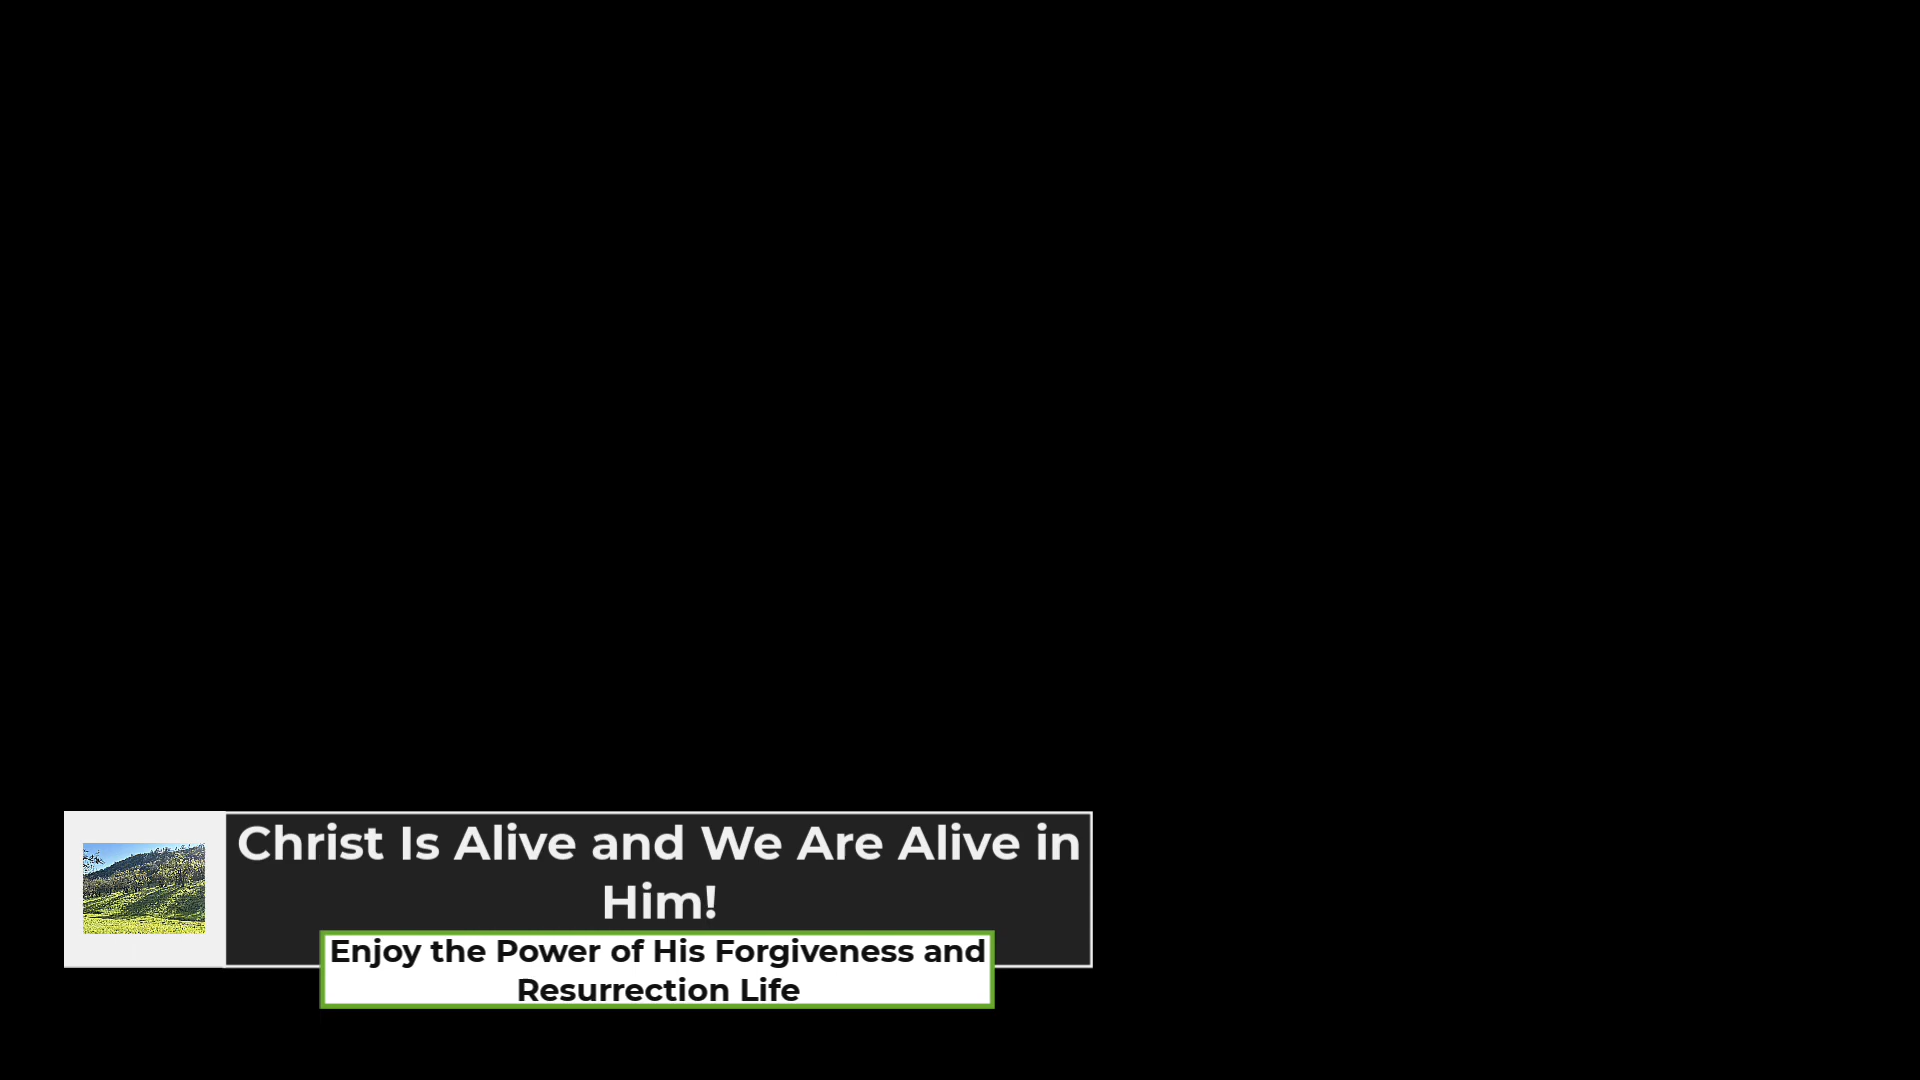 Christ Is Alive and We Are Alive in
Him!
Enjoy the Power of His Forgiveness and
Resurrection Life